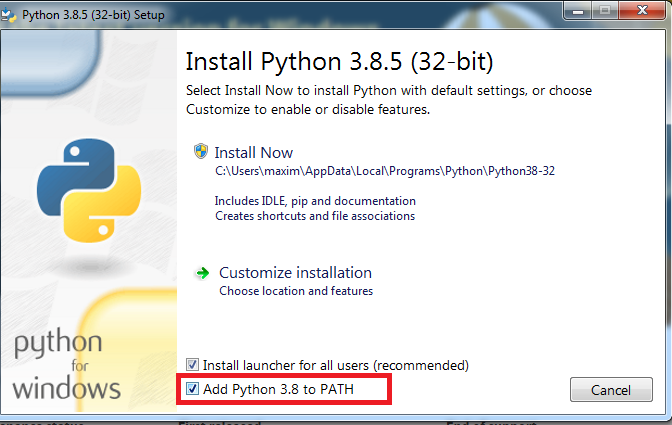 Python 3.8.5 (32-bit) Setup
Install Python 3.8.5 (32-bit)
Select Install Now to install Python with default settings, or choose
Customize to enable or disable features.
Install Now
C:\Users\maxim\AppData\Local\Programs\Python\Python38-32
Includes IDLE, pip and documentation
Creates shortcuts and file associations
Customize installation
Choose location and features
python
for
windows
Install launcher for all users (recommended)
Add Python 3.8 to PATH
Cancel